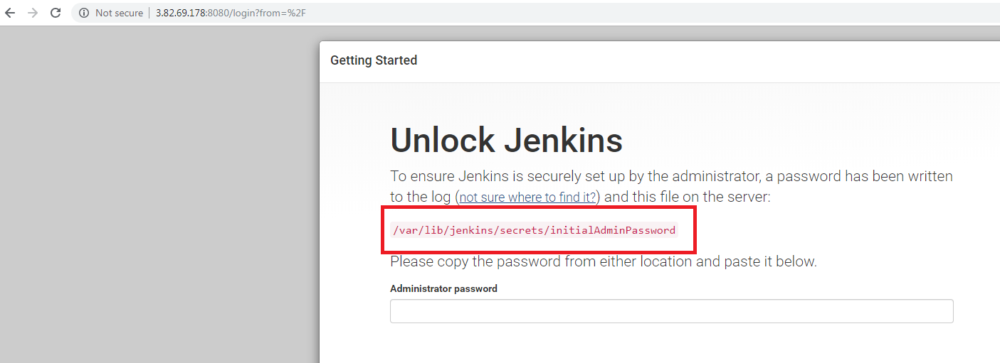 Not secure | 3.82.69.178:8080/login?from=%2F
Getting Started
Unlock Jenkins
To ensure Jenkins is securely set up by the administrator, a password has been written
to the log (not sure where to find it?) and this file on the server:
/var/lib/jenkins/secrets/initialAdminPassword
Please copy the password from either location and paste it below.
Administrator password